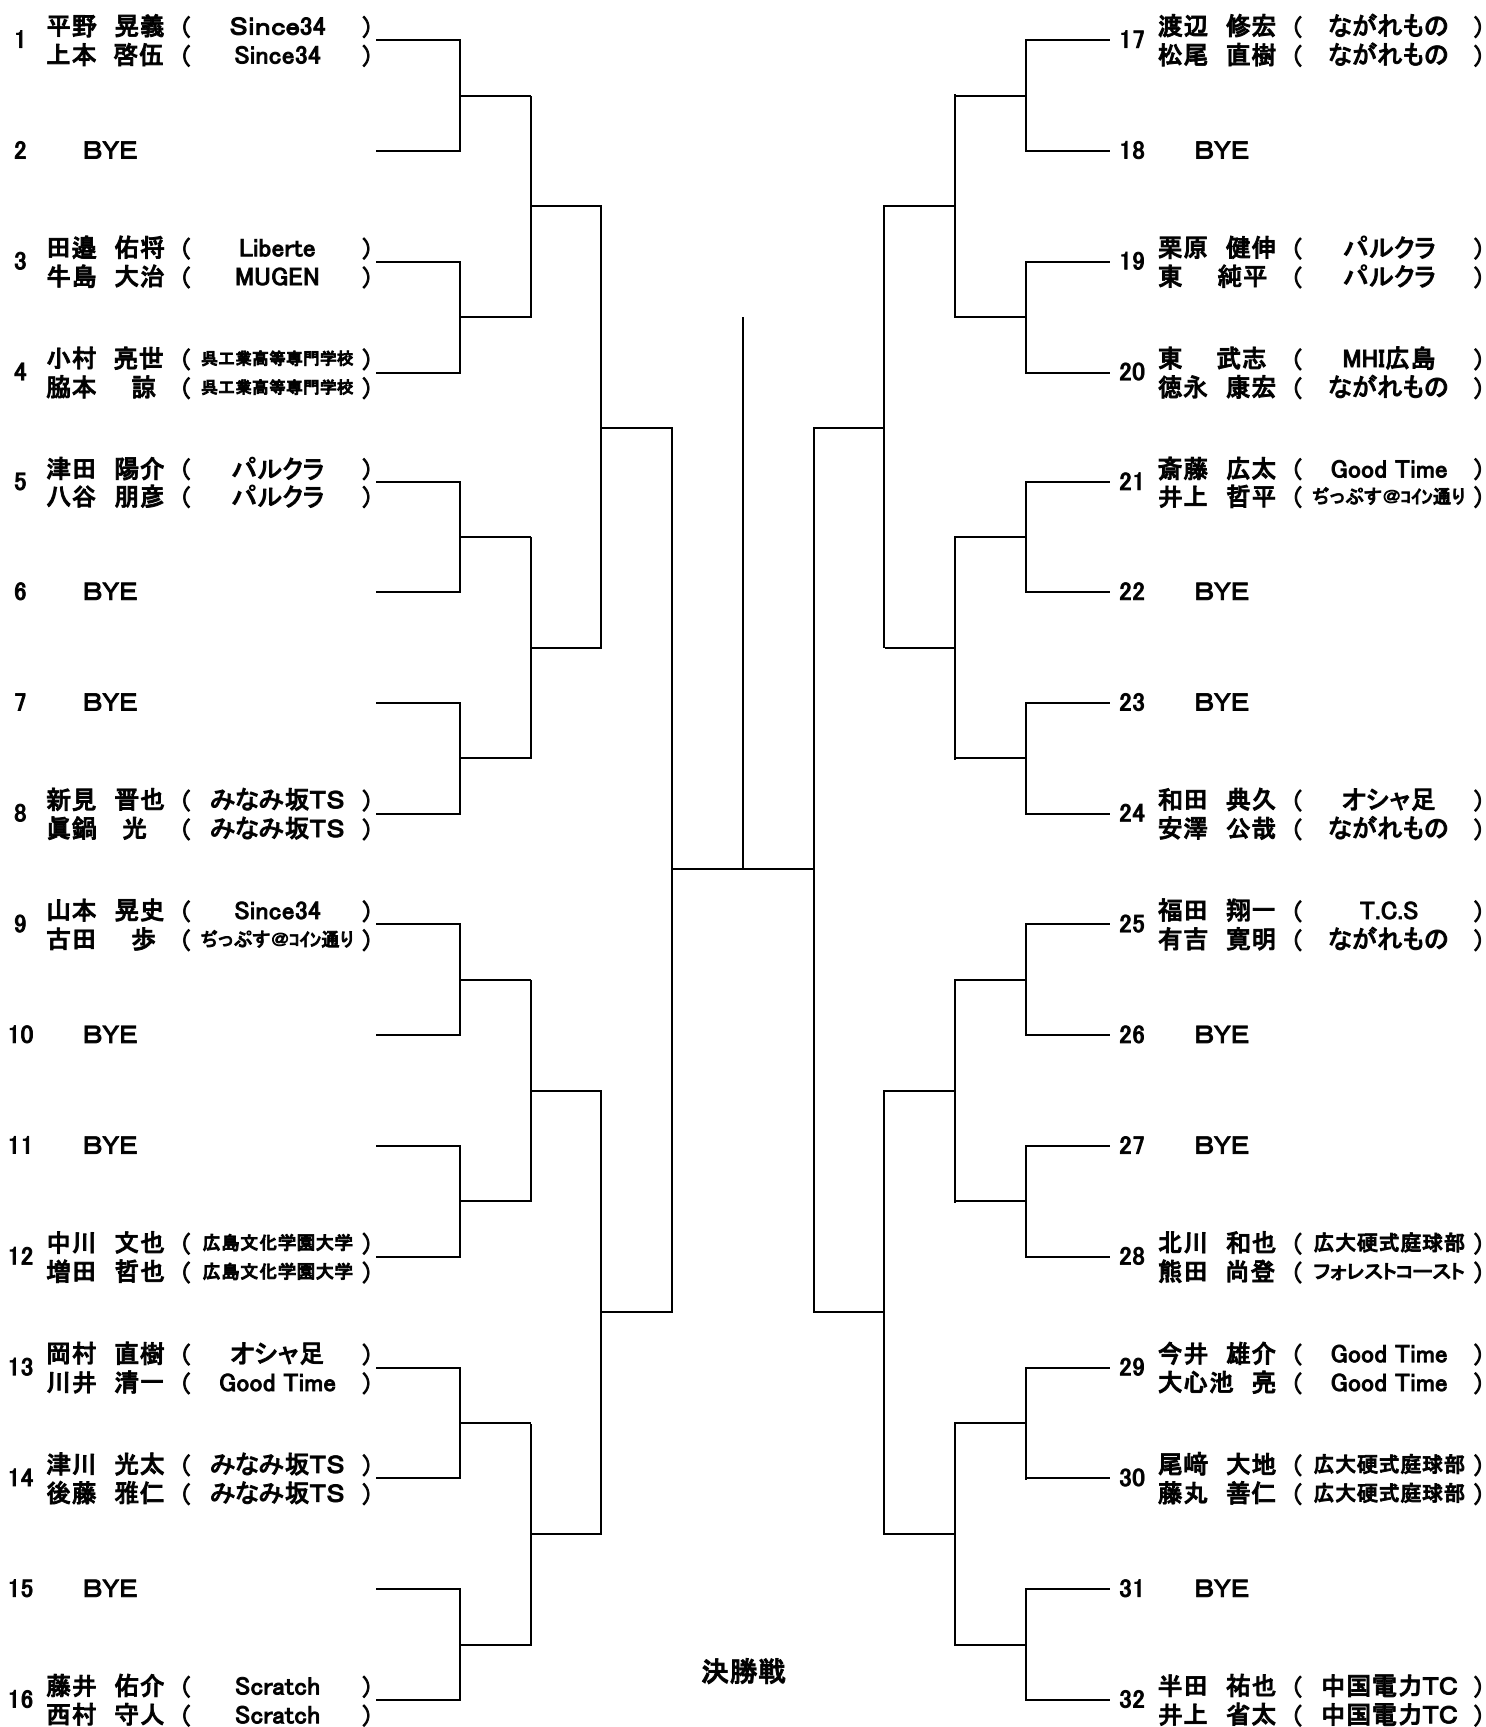 1 平野 晃義 ( Since34 )
上本 啓伍 ( Since34 )
2 BYE
3 田邉 佑将 ( Liberte )
牛島 大治 ( MUGEN )
4 小村 亮世 ( 呉工業高等専門学校 )
脇本 諒 ( 呉工業高等専門学校 )
5 津田 陽介 ( パルクラ )
八谷 朋彦 ( パルクラ )
6 BYE
7 BYE
8 新見 晋也 ( みなみ坂TS )
眞鍋 光 ( みなみ坂TS )
9 山本 晃史 ( Since34 )
古田 歩 ( ぢっぷす@コイン通り )
10 BYE
11 BYE
12 中川 文也 ( 広島文化学園大学 )
増田 哲也 ( 広島文化学園大学 )
13 岡村 直樹 ( オシャ足 )
川井 清一 ( Good Time )
14 津川 光太 ( みなみ坂TS )
後藤 雅仁 ( みなみ坂TS )
15 BYE
16 藤井 佑介 ( Scratch )
西村 守人 ( Scratch )
17 渡辺 修宏 ( ながれもの )
松尾 直樹 ( ながれもの )
18 BYE
19 栗原 健伸 ( パルクラ )
東 純平 ( パルクラ )
20 東 武志 ( MHI広島 )
徳永 康宏 ( ながれもの )
21 斎藤 広太 ( Good Time )
井上 哲平 ( ぢっぷす@コイン通り )
22 BYE
23 BYE
24 和田 典久 ( オシャ足 )
安澤 公哉 ( ながれもの )
25 福田 翔一 ( T.C.S )
有吉 寛明 ( ながれもの )
26 BYE
27 BYE
28 北川 和也 ( 広大硬式庭球部 )
熊田 尚登 ( フォレストコースト )
29 今井 雄介 ( Good Time )
大心池 亮 ( Good Time )
30 尾﨑 大地 ( 広大硬式庭球部 )
藤丸 善仁 ( 広大硬式庭球部 )
31 BYE
32 半田 祐也 ( 中国電力TC )
井上 省太 ( 中国電力TC )
決勝戦